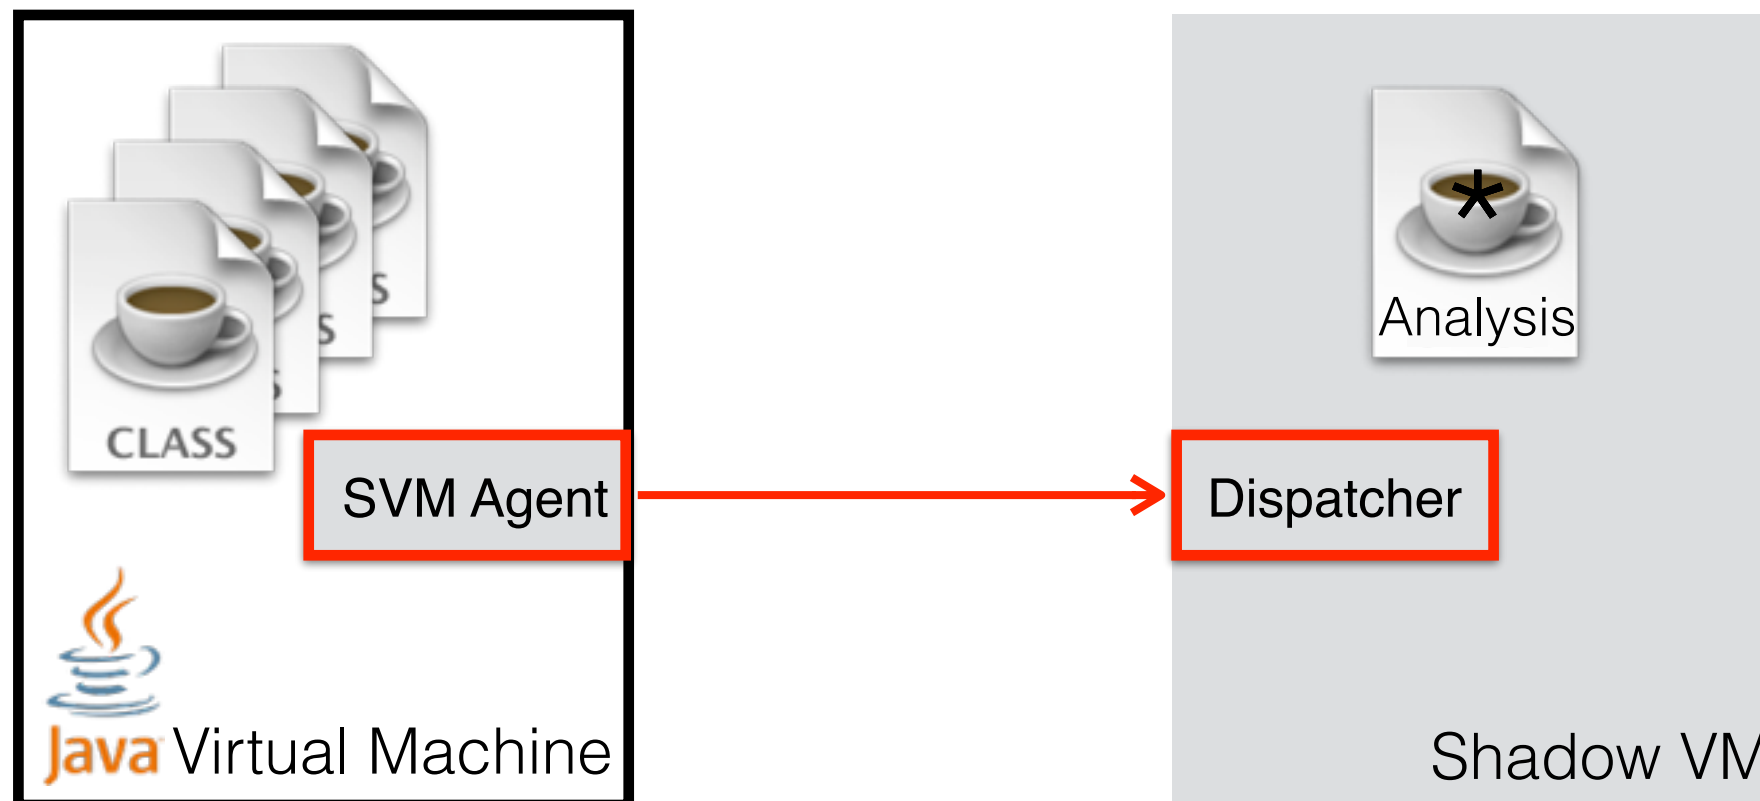 CLASS
S
S
S
SVM Agent
Java Virtual Machine
*
Analysis
Dispatcher
Shadow VM